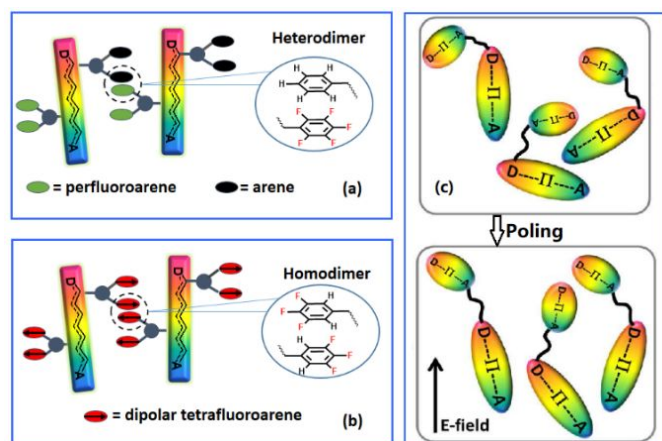 D
D
A
A
Heterodimer
H H
H
H H
F F
F
F F
= perfluoroarene
= arene
(a)
D
D
A
A
Homodimer
F H
F
F H
H F
F
H F
= dipolar tetrafluoroarene
(b)
D--Π--A
D---Π---A
D--Π--A
D---Π---A
D--Π--A
D---Π---A
(c)
Poling
D--Π--A
D---Π---A
D--Π--A
D---Π---A
D--Π--A
D---Π---A
E-field